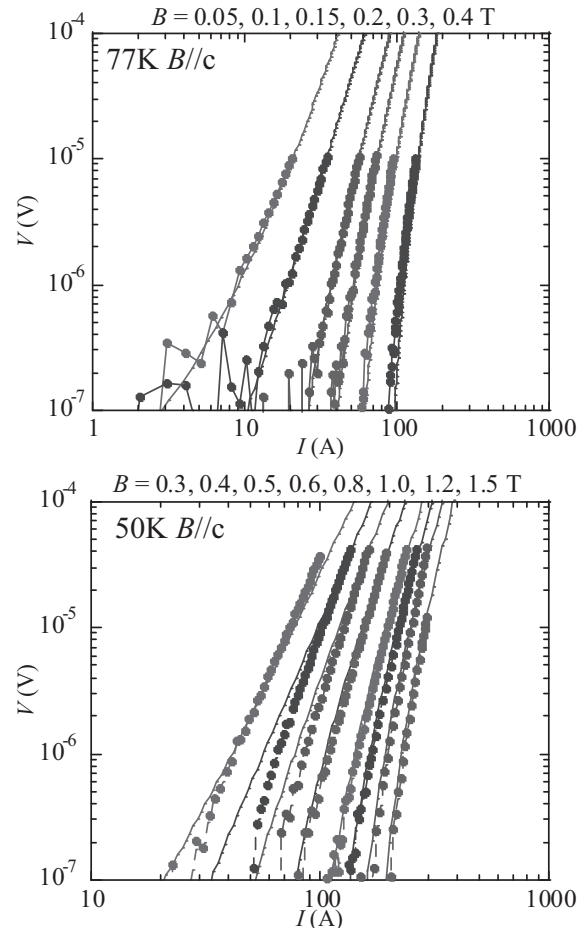 B = 0.05, 0.1, 0.15, 0.2, 0.3, 0.4 T
10-4
77K B//c
10-5
V (V)
10-6
10-7
1 10 100 1000
I (A)
B = 0.3, 0.4, 0.5, 0.6, 0.8, 1.0, 1.2, 1.5 T
10-4
50K B//c
10-5
V (V)
10-6
10-7
10 100 1000
I (A)